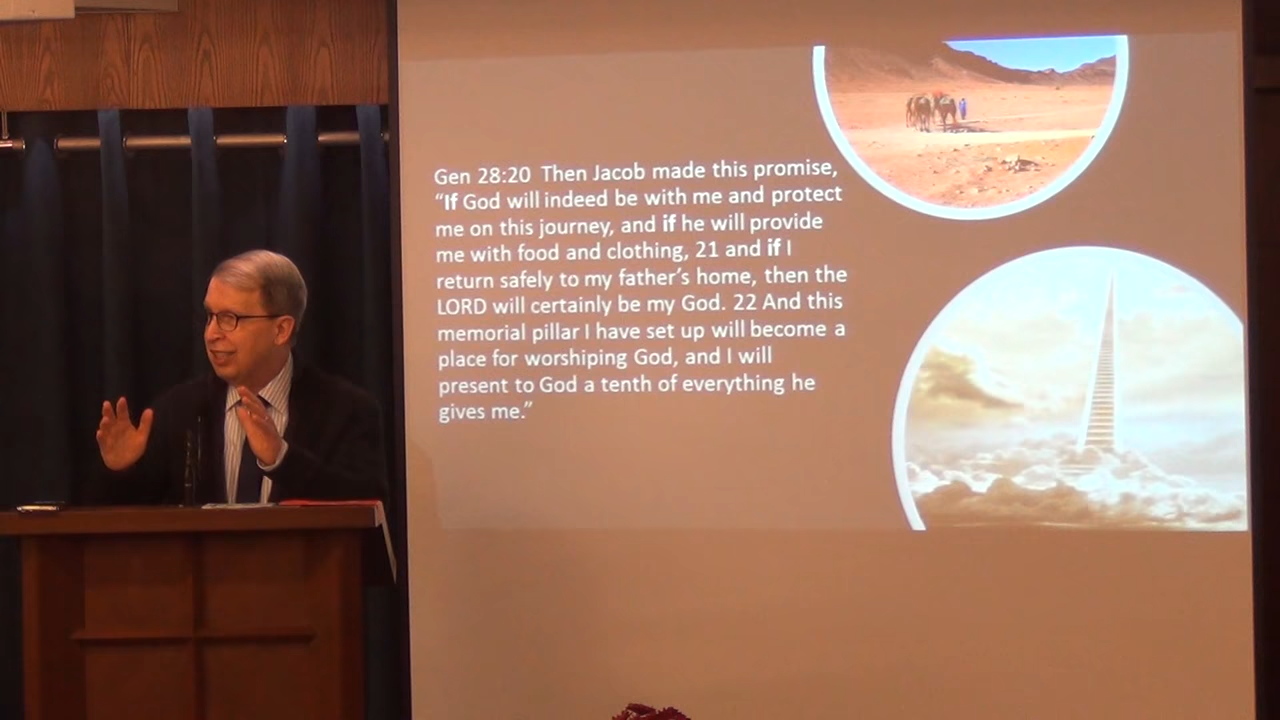 Gen 28:20  Then Jacob made this promise,
“If God will indeed be with me and protect
me on this journey, and if he will provide
me with food and clothing, 21 and if I
return safely to my father’s home, then the
LORD will certainly be my God. 22 And this
memorial pillar I have set up will become a
place for worshiping God, and I will
present to God a tenth of everything he
gives me.”